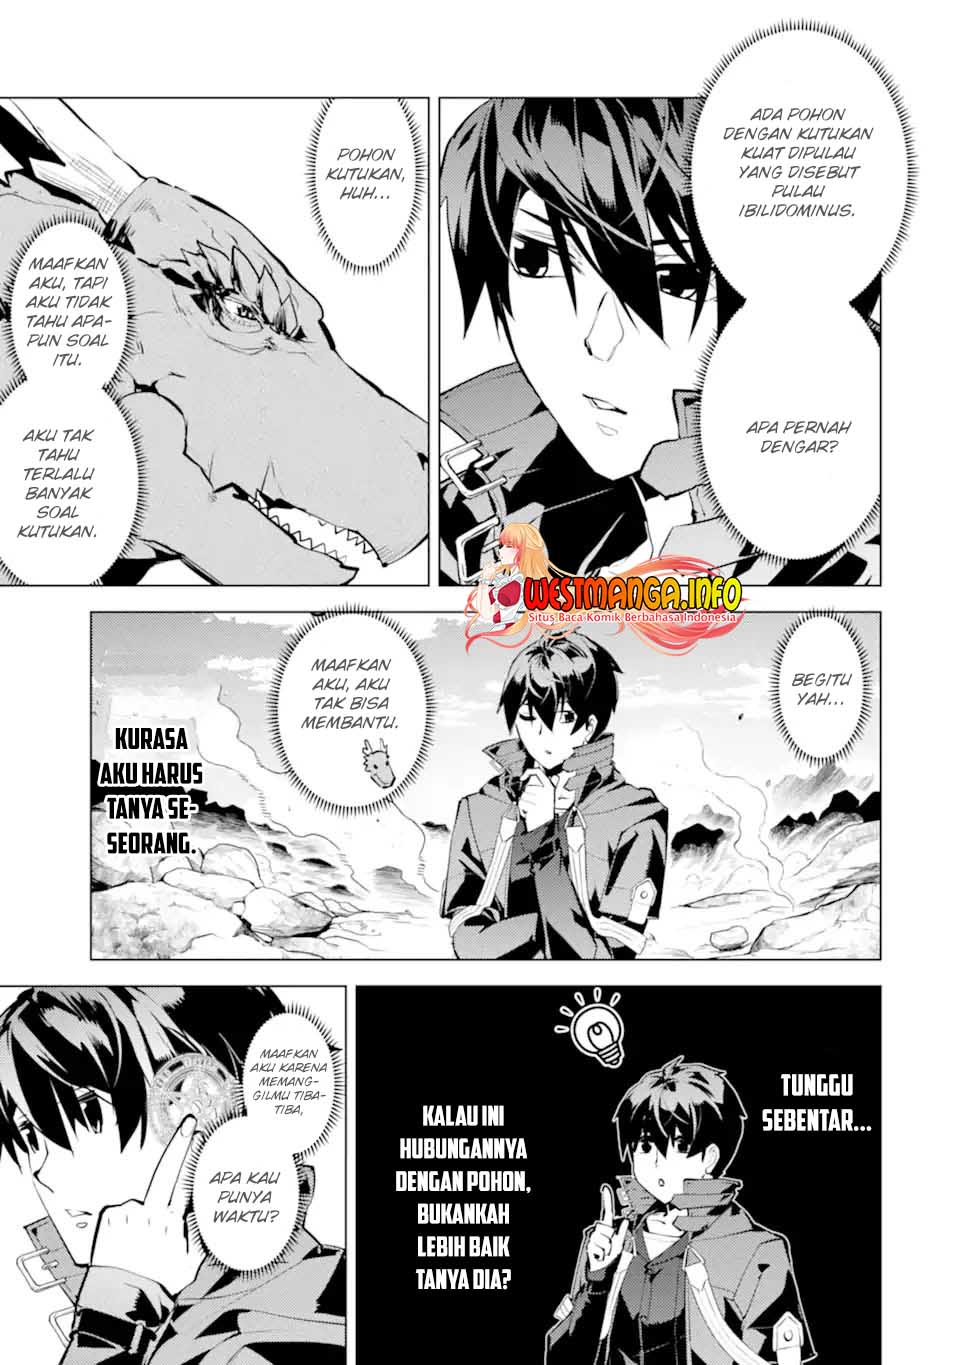 ADA POHON
DENGAN KUTUKAN
KUAT DIPULAU
YANG DISEBUT
PULAU
IBILIDOMINUS.
APA PERNAH
DENGAR?
POHON
KUTUKAN,
HUH...
MAAFKAN
AKU, TAPI
AKU TIDAK
TAHU APA-
PUN SOAL
ITU.
AKU TAK
TAHU
TERLALU
BANYAK
SOAL
KUTUKAN.
WESTMANGA.INFO
Situs Baca Komik Berbahasa Indonesia
BEGITU
YAH...
MAAFKAN
AKU, AKU
TAK BISA
MEMBANTU.
KURASA
AKU HARUS
TANYA SE-
SEORANG.
TUNGGU
SEBENTAR...
KALAU INI
HUBUNGANNYA
DENGAN POHON,
BUKANKAH
LEBIH BAIK
TANYA DIA?
MAAFKAN
AKU KARENA
MEMANG-
GILMU TIBA-
TIBA,
APA KAU
PUNYA
WAKTU?